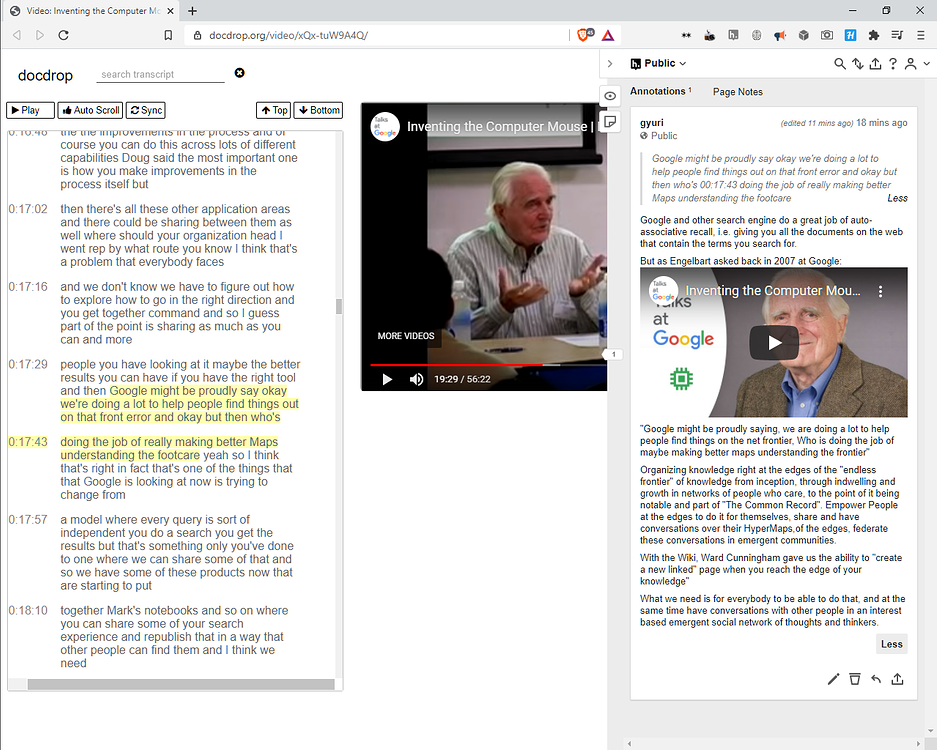 Video: Inventing the Computer Mo
docdrop.org/video/xQx-tuW9A4Q/
45
docdrop
search transcript
Play
Auto Scroll
Sync
Top
Bottom
0:16:48 the the improvements in the process and of
course you can do this across lots of different
capabilities Doug said the most important one
is how you make improvements in the
process itself but
0:17:02 then there's all these other application areas
and there could be sharing between them as
well where should your organization head I
went rep by what route you know I think that's
a problem that everybody faces
0:17:16 and we don't know we have to figure out how
to explore how to go in the right direction and
you get together command and so I guess
part of the point is sharing as much as you
can and more
0:17:29 people you have looking at it maybe the better
results you can have if you have the right tool
and then Google might be proudly say okay
we're doing a lot to help people find things out
on that front error and okay but then who's
0:17:43 doing the job of really making better Maps
understanding the footcare yeah so I think
that's right in fact that's one of the things that
that Google is looking at now is trying to
change from
0:17:57 a model where every query is sort of
independent you do a search you get the
results but that's something only you've done
to one where we can share some of that and
so we have some of these products now that
are starting to put
0:18:10 together Mark's notebooks and so on where
you can share some of your search
experience and republish that in a way that
other people can find them and I think we
need
Talks at Google
Inventing the Computer Mouse |
MORE VIDEOS
19:29 / 56:22
1
h. Public
Annotations 1
Page Notes
gyuri
(edited 11 mins ago) 18 mins ago
Public
Google might be proudly say okay we're doing a lot to
help people find things out on that front error and okay but
then who's 00:17:43 doing the job of really making better
Maps understanding the footcare
Less
Google and other search engine do a great job of auto-
associative recall, i.e. giving you all the documents on the web
that contain the terms you search for.
But as Engelbart asked back in 2007 at Google:
Talks at Google
Inventing the Computer Mou...
Talks
at
Google
"Google might be proudly saying, we are doing a lot to help
people find things on the net frontier, Who is doing the job of
maybe making better maps understanding the frontier"
Organizing knowledge right at the edges of the "endless
frontier" of knowledge from inception, through indwelling and
growth in networks of people who care, to the point of it being
notable and part of "The Common Record". Empower People
at the edges to do it for themselves, share and have
conversations over their HyperMaps,of the edges, federate
these conversations in emergent communities.
With the Wiki, Ward Cunningham gave us the ability to "create
a new linked" page when you reach the edge of your
knowledge"
What we need is for everybody to be able to do that, and at the
same time have conversations with other people in an interest
based emergent social network of thoughts and thinkers.
Less